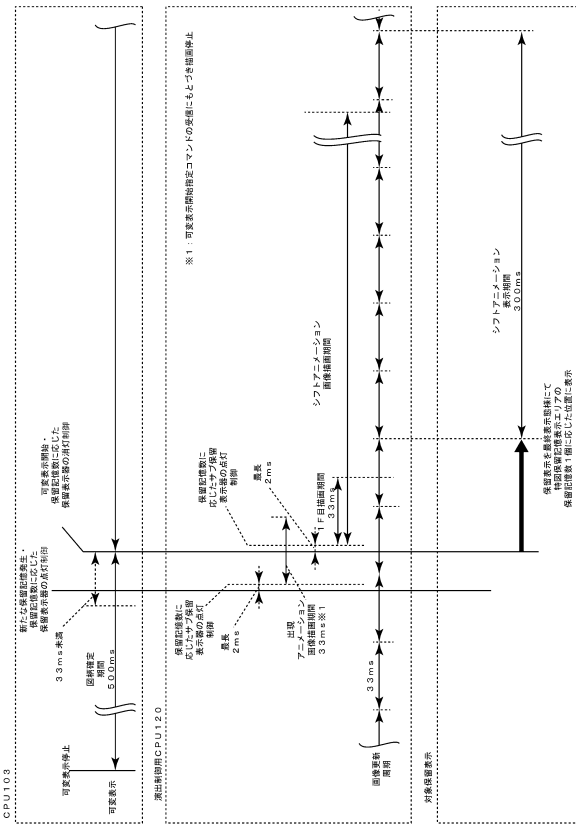 CPU103
可変表示停止
可変表示
図柄確定
期間
500ms
33ms未満
新たな保留記憶発生・
保留記憶数に応じた
保留表示器の点灯制御
可変表示開始・
保留記憶数に応じた
保留表示器の消灯制御
演出制御用CPU120
保留記憶数に
応じたサブ保留
表示器の点灯
制御
最長
2ms
出現
アニメーション
画像描画期間
33ms※1
保留記憶数に
応じたサブ保留
表示器の点灯
制御
最長
2ms
1F目描画期間
33ms
シフトアニメーション
画像描画期間
※1:可変表示開始指定コマンドの受信にもとづき描画停止
画像更新
周期
33ms
対象保留表示
シフトアニメーション
表示期間
300ms
保留表示を最終表示態様にて
特図保留記憶表示エリアの
保留記憶数1個に応じた位置に表示